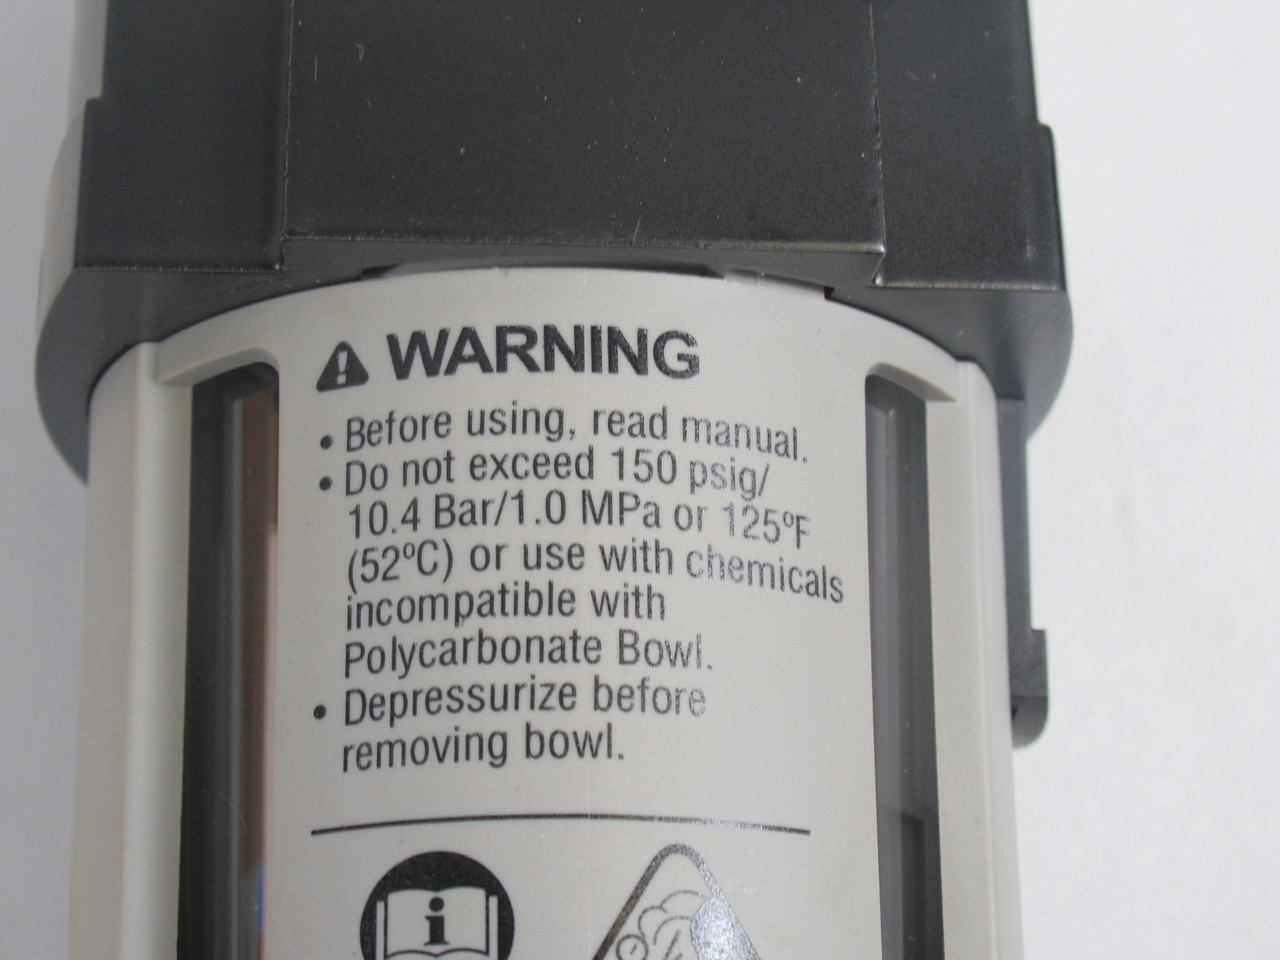 WARNING
• Before using, read manual.
• Do not exceed 150 psig/
10.4 Bar/1.0 MPa or 125ºF
(52ºC) or use with chemicals
incompatible with
Polycarbonate Bowl.
• Depressurize before
removing bowl.
i